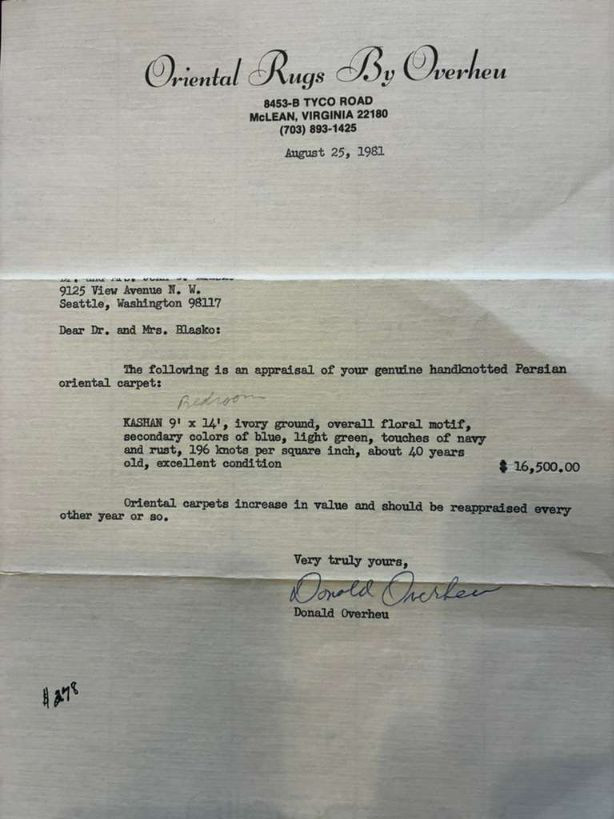 Oriental Rugs By Overheu
8453-B TYCO ROAD
McLEAN, VIRGINIA 22180
(703) 893-1425
August 25, 1981
9125 View Avenue N. W.
Seattle, Washington 98117
Dear Dr. and Mrs. Hlasko:
The following is an appraisal of your genuine handknotted Persian
oriental carpet:
Bedroom
KASHAN 9' x 14', ivory ground, overall floral motif,
secondary colors of blue, light green, touches of navy
and rust, 196 knots per square inch, about 40 years
old, excellent condition $ 16,500.00
Oriental carpets increase in value and should be reappraised every
other year or so.
Very truly yours,
Donald Overheu
Donald Overheu